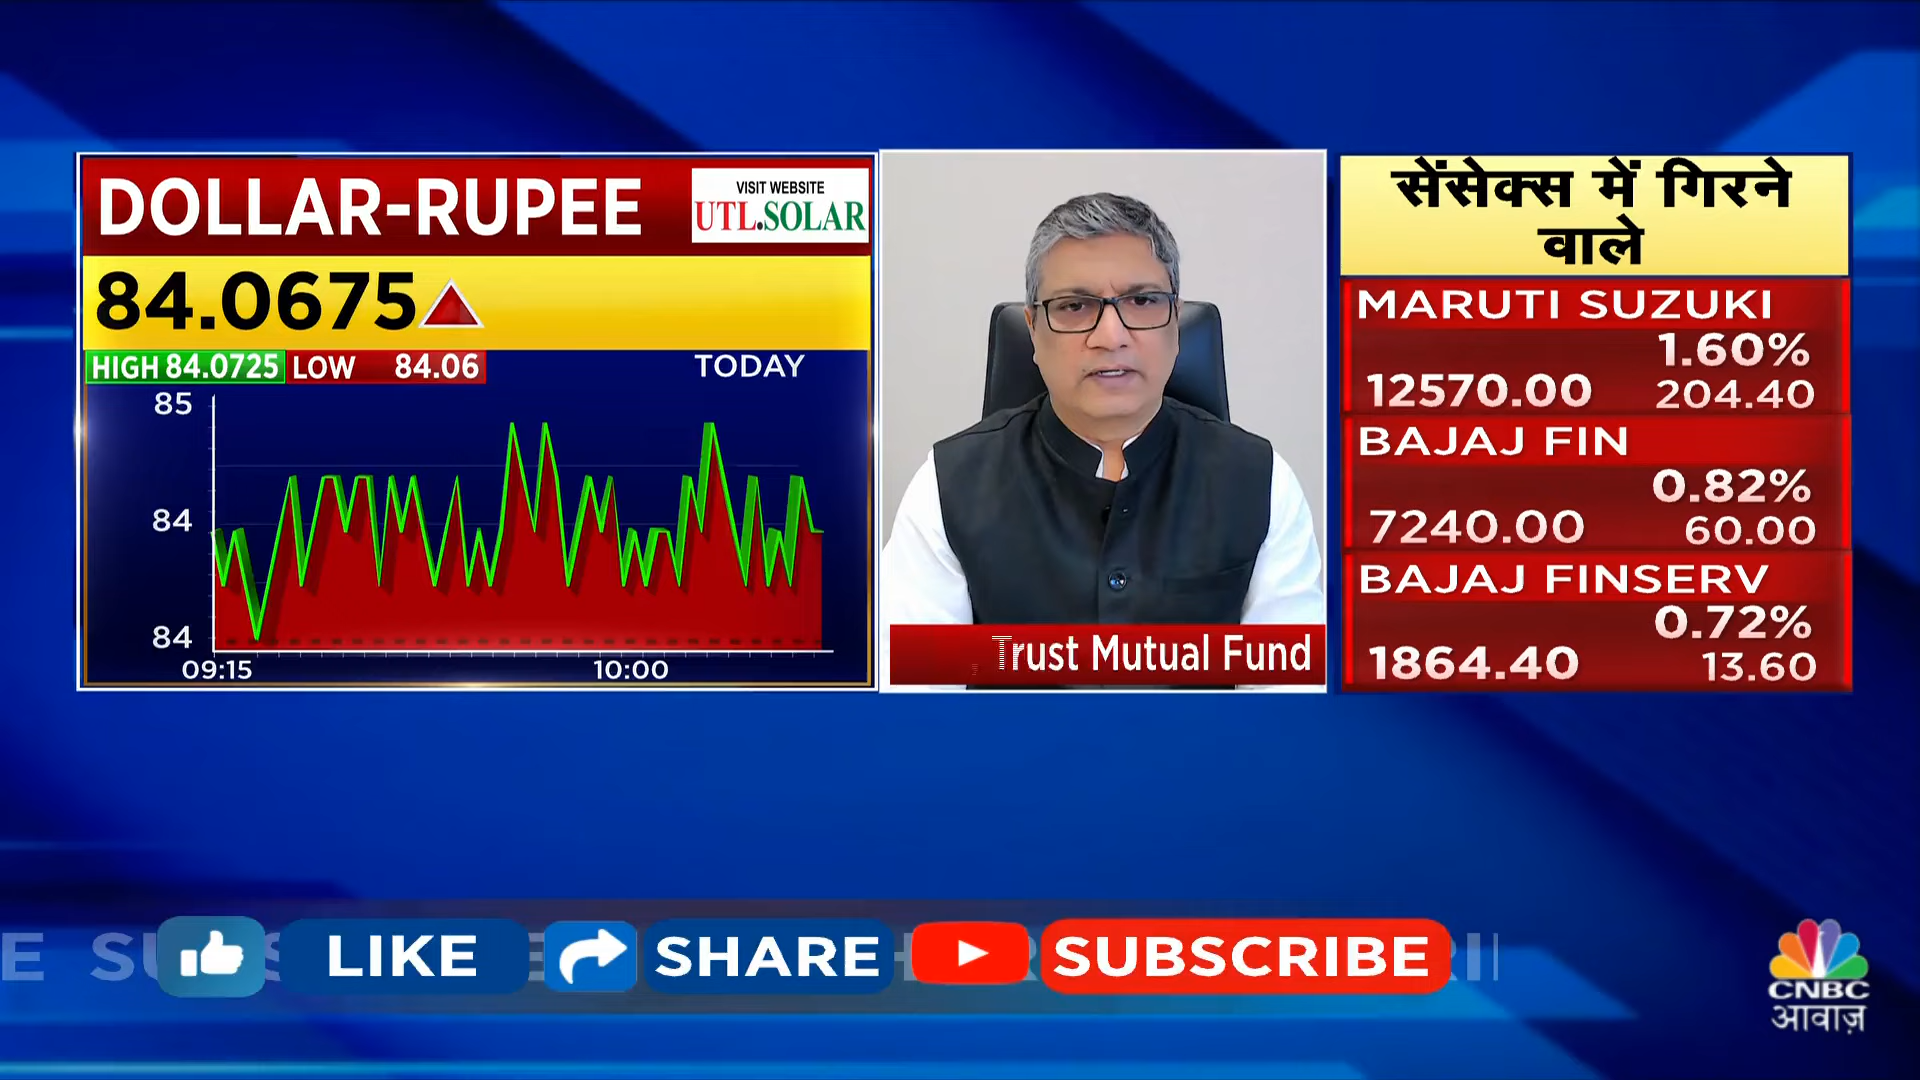 DOLLAR-RUPEE
VISIT WEBSITE
UTL.SOLAR
84.0675
HIGH 84.0725 LOW 84.06
TODAY
85
84
84
09:15 10:00
Trust Mutual Fund
सेंसेक्स में गिरने
वाले
MARUTI SUZUKI
1.60%
12570.00 204.40
BAJAJ FIN
0.82%
7240.00 60.00
BAJAJ FINSERV
0.72%
1864.40 13.60
LIKE SHARE SUBSCRIBE
CNBC
आवाज़